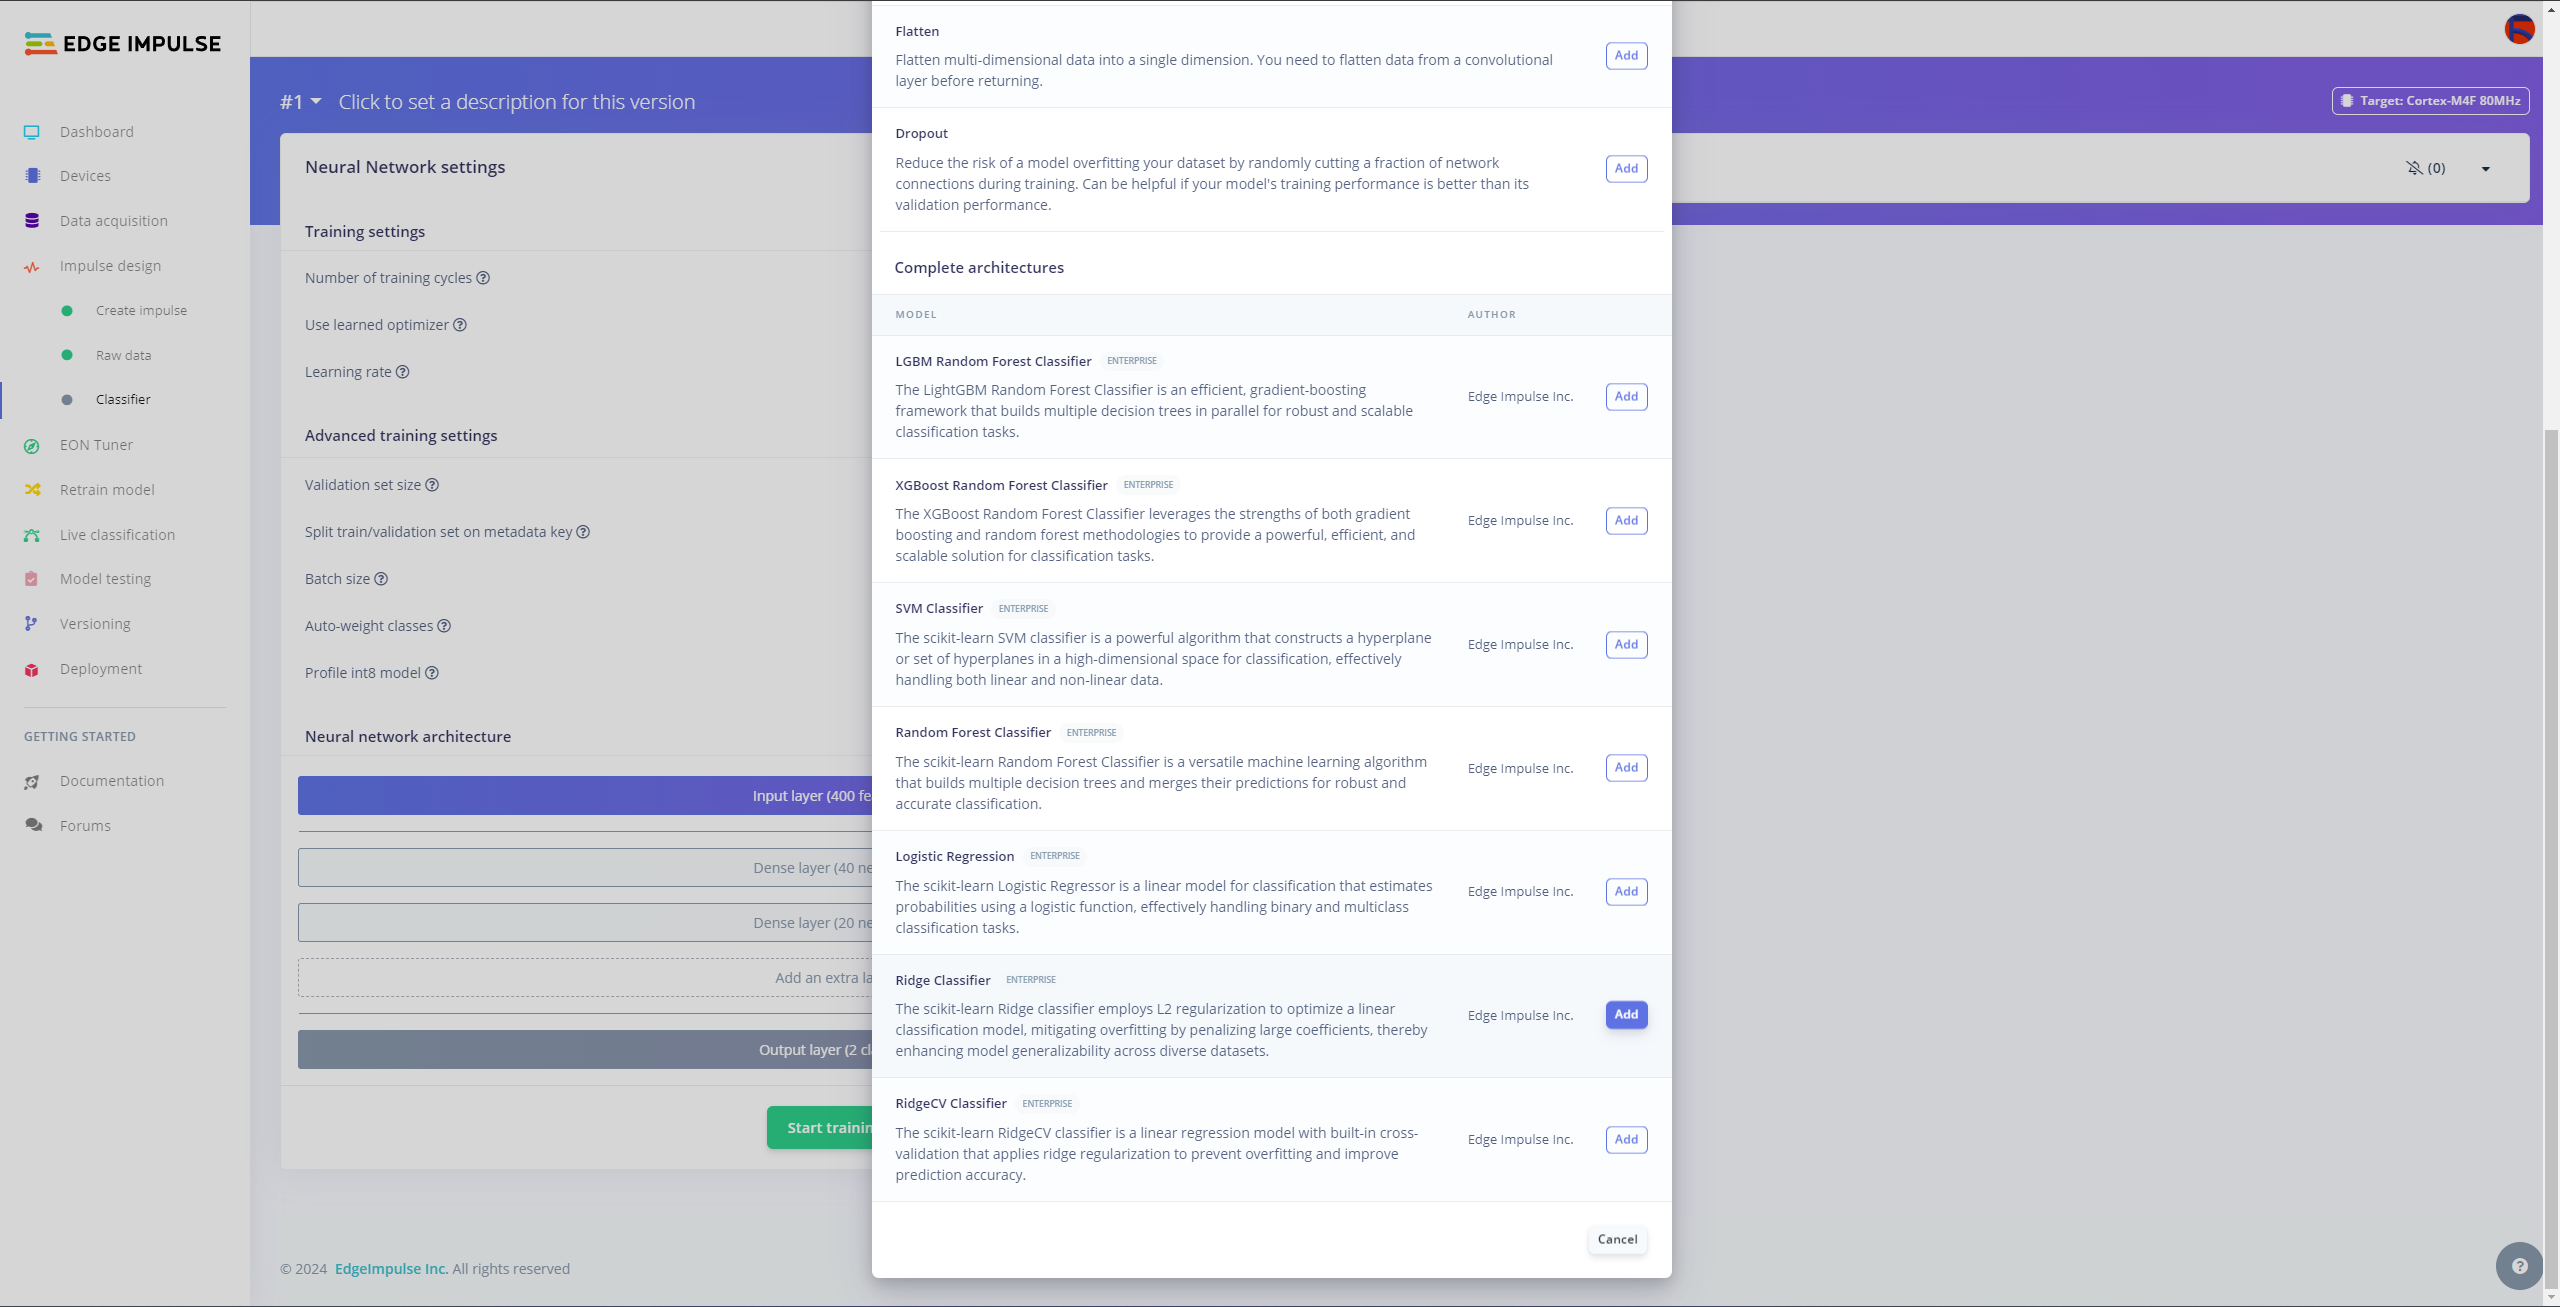 EDGE IMPULSE
Dashboard
Devices
Data acquisition
Impulse design
Create impulse
Raw data
Classifier
EON Tuner
Retrain model
Live classification
Model testing
Versioning
Deployment
GETTING STARTED
Documentation
Forums
#1 Click to set a description for this version
Target: Cortex-M4F 80MHz
Neural Network settings
(0)
Training settings
Number of training cycles
Use learned optimizer
Learning rate
Advanced training settings
Validation set size
Split train/validation set on metadata key
Batch size
Auto-weight classes
Profile int8 model
Neural network architecture
Input layer (400
Dense layer (40
Dense layer (20
Add an extra
Output layer (2
Start
© 2024 EdgeImpulse Inc. All rights reserved
Flatten
Flatten multi-dimensional data into a single dimension. You need to flatten data from a convolutional
layer before returning.
Add
Dropout
Reduce the risk of a model overfitting your dataset by randomly cutting a fraction of network
connections during training. Can be helpful if your model's training performance is better than its
validation performance.
Add
Complete architectures
MODEL AUTHOR
LGBM Random Forest Classifier ENTERPRISE
The LightGBM Random Forest Classifier is an efficient, gradient-boosting
framework that builds multiple decision trees in parallel for robust and scalable
classification tasks.
Edge Impulse Inc. Add
XGBoost Random Forest Classifier ENTERPRISE
The XGBoost Random Forest Classifier leverages the strengths of both gradient
boosting and random forest methodologies to provide a powerful, efficient, and
scalable solution for classification tasks.
Edge Impulse Inc. Add
SVM Classifier ENTERPRISE
The scikit-learn SVM classifier is a powerful algorithm that constructs a hyperplane
or set of hyperplanes in a high-dimensional space for classification, effectively
handling both linear and non-linear data.
Edge Impulse Inc. Add
Random Forest Classifier ENTERPRISE
The scikit-learn Random Forest Classifier is a versatile machine learning algorithm
that builds multiple decision trees and merges their predictions for robust and
accurate classification.
Edge Impulse Inc. Add
Logistic Regression ENTERPRISE
The scikit-learn Logistic Regressor is a linear model for classification that estimates
probabilities using a logistic function, effectively handling binary and multiclass
classification tasks.
Edge Impulse Inc. Add
Ridge Classifier ENTERPRISE
The scikit-learn Ridge classifier employs L2 regularization to optimize a linear
classification model, mitigating overfitting by penalizing large coefficients, thereby
enhancing model generalizability across diverse datasets.
Edge Impulse Inc. Add
RidgeCV Classifier ENTERPRISE
The scikit-learn RidgeCV classifier is a linear regression model with built-in cross-
validation that applies ridge regularization to prevent overfitting and improve
prediction accuracy.
Edge Impulse Inc. Add
Cancel